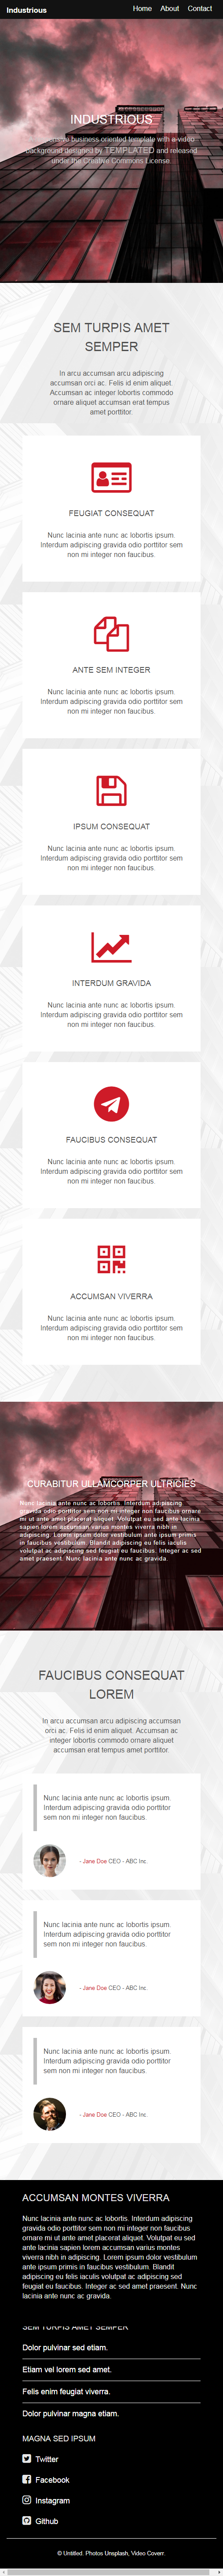 Industrious
Home About Contact
INDUSTRIOUS
business oriented template with a video
background designed by TEMPLATED and released
under the Creative Commons License.
SEM TURPIS AMET
SEMPER
In arcu accumsan arcu adipiscing
accumsan orci ac. Felis id enim aliquet.
Accumsan ac integer lobortis commodo
ornare aliquet accumsan erat tempus
amet porttitor.
FEUGIAT CONSEQUAT
Nunc lacinia ante nunc ac lobortis ipsum.
Interdum adipiscing gravida odio porttitor sem
non mi integer non faucibus.
ANTE SEM INTEGER
Nunc lacinia ante nunc ac lobortis ipsum.
Interdum adipiscing gravida odio porttitor sem
non mi integer non faucibus.
IPSUM CONSEQUAT
Nunc lacinia ante nunc ac lobortis ipsum.
Interdum adipiscing gravida odio porttitor sem
non mi integer non faucibus.
INTERDUM GRAVIDA
Nunc lacinia ante nunc ac lobortis ipsum.
Interdum adipiscing gravida odio porttitor sem
non mi integer non faucibus.
FAUCIBUS CONSEQUAT
Nunc lacinia ante nunc ac lobortis ipsum.
Interdum adipiscing gravida odio porttitor sem
non mi integer non faucibus.
ACCUMSAN VIVERRA
Nunc lacinia ante nunc ac lobortis ipsum.
Interdum adipiscing gravida odio porttitor sem
non mi integer non faucibus.
CURABITUR ULLAMCORPER ULTRICIES
Nunc lacinia ante nunc ac lobortis. Interdum adipiscing
gravida odio porttitor sem non mi integer non faucibus ornare
mi ut ante amet placerat aliquet. Volutpat eu sed ante lacinia
sapien lorem accumsan varius montes viverra nibh in
adipiscing. Lorem ipsum dolor vestibulum ante ipsum primis
in faucibus vestibulum. Blandit adipiscing eu felis iaculis
volutpat ac adipiscing sed feugiat eu faucibus. Integer ac sed
amet praesent. Nunc lacinia ante nunc ac gravida.
FAUCIBUS CONSEQUAT
LOREM
In arcu accumsan arcu adipiscing accumsan
orci ac. Felis id enim aliquet. Accumsan ac
integer lobortis commodo ornare aliquet
accumsan erat tempus amet porttitor.
Nunc lacinia ante nunc ac lobortis ipsum.
Interdum adipiscing gravida odio porttitor
sem non mi integer non faucibus.
- Jane Doe CEO - ABC Inc.
Nunc lacinia ante nunc ac lobortis ipsum.
Interdum adipiscing gravida odio porttitor
sem non mi integer non faucibus.
- Jane Doe CEO - ABC Inc.
Nunc lacinia ante nunc ac lobortis ipsum.
Interdum adipiscing gravida odio porttitor
sem non mi integer non faucibus.
- Jane Doe CEO - ABC Inc.
ACCUMSAN MONTES VIVERRA
Nunc lacinia ante nunc ac lobortis. Interdum adipiscing
gravida odio porttitor sem non mi integer non faucibus
ornare mi ut ante amet placerat aliquet. Volutpat eu sed
ante lacinia sapien lorem accumsan varius montes
viverra nibh in adipiscing. Lorem ipsum dolor vestibulum
ante ipsum primis in faucibus vestibulum. Blandit
adipiscing eu felis iaculis volutpat ac adipiscing sed
feugiat eu faucibus. Integer ac sed amet praesent. Nunc
lacinia ante nunc ac gravida.
SEM TURPIS AMET SEMPER
Dolor pulvinar sed etiam.
Etiam vel lorem sed amet.
Felis enim feugiat viverra.
Dolor pulvinar magna etiam.
MAGNA SED IPSUM
Twitter
Facebook
Instagram
Github
© Untitled. Photos Unsplash, Video Coverr.